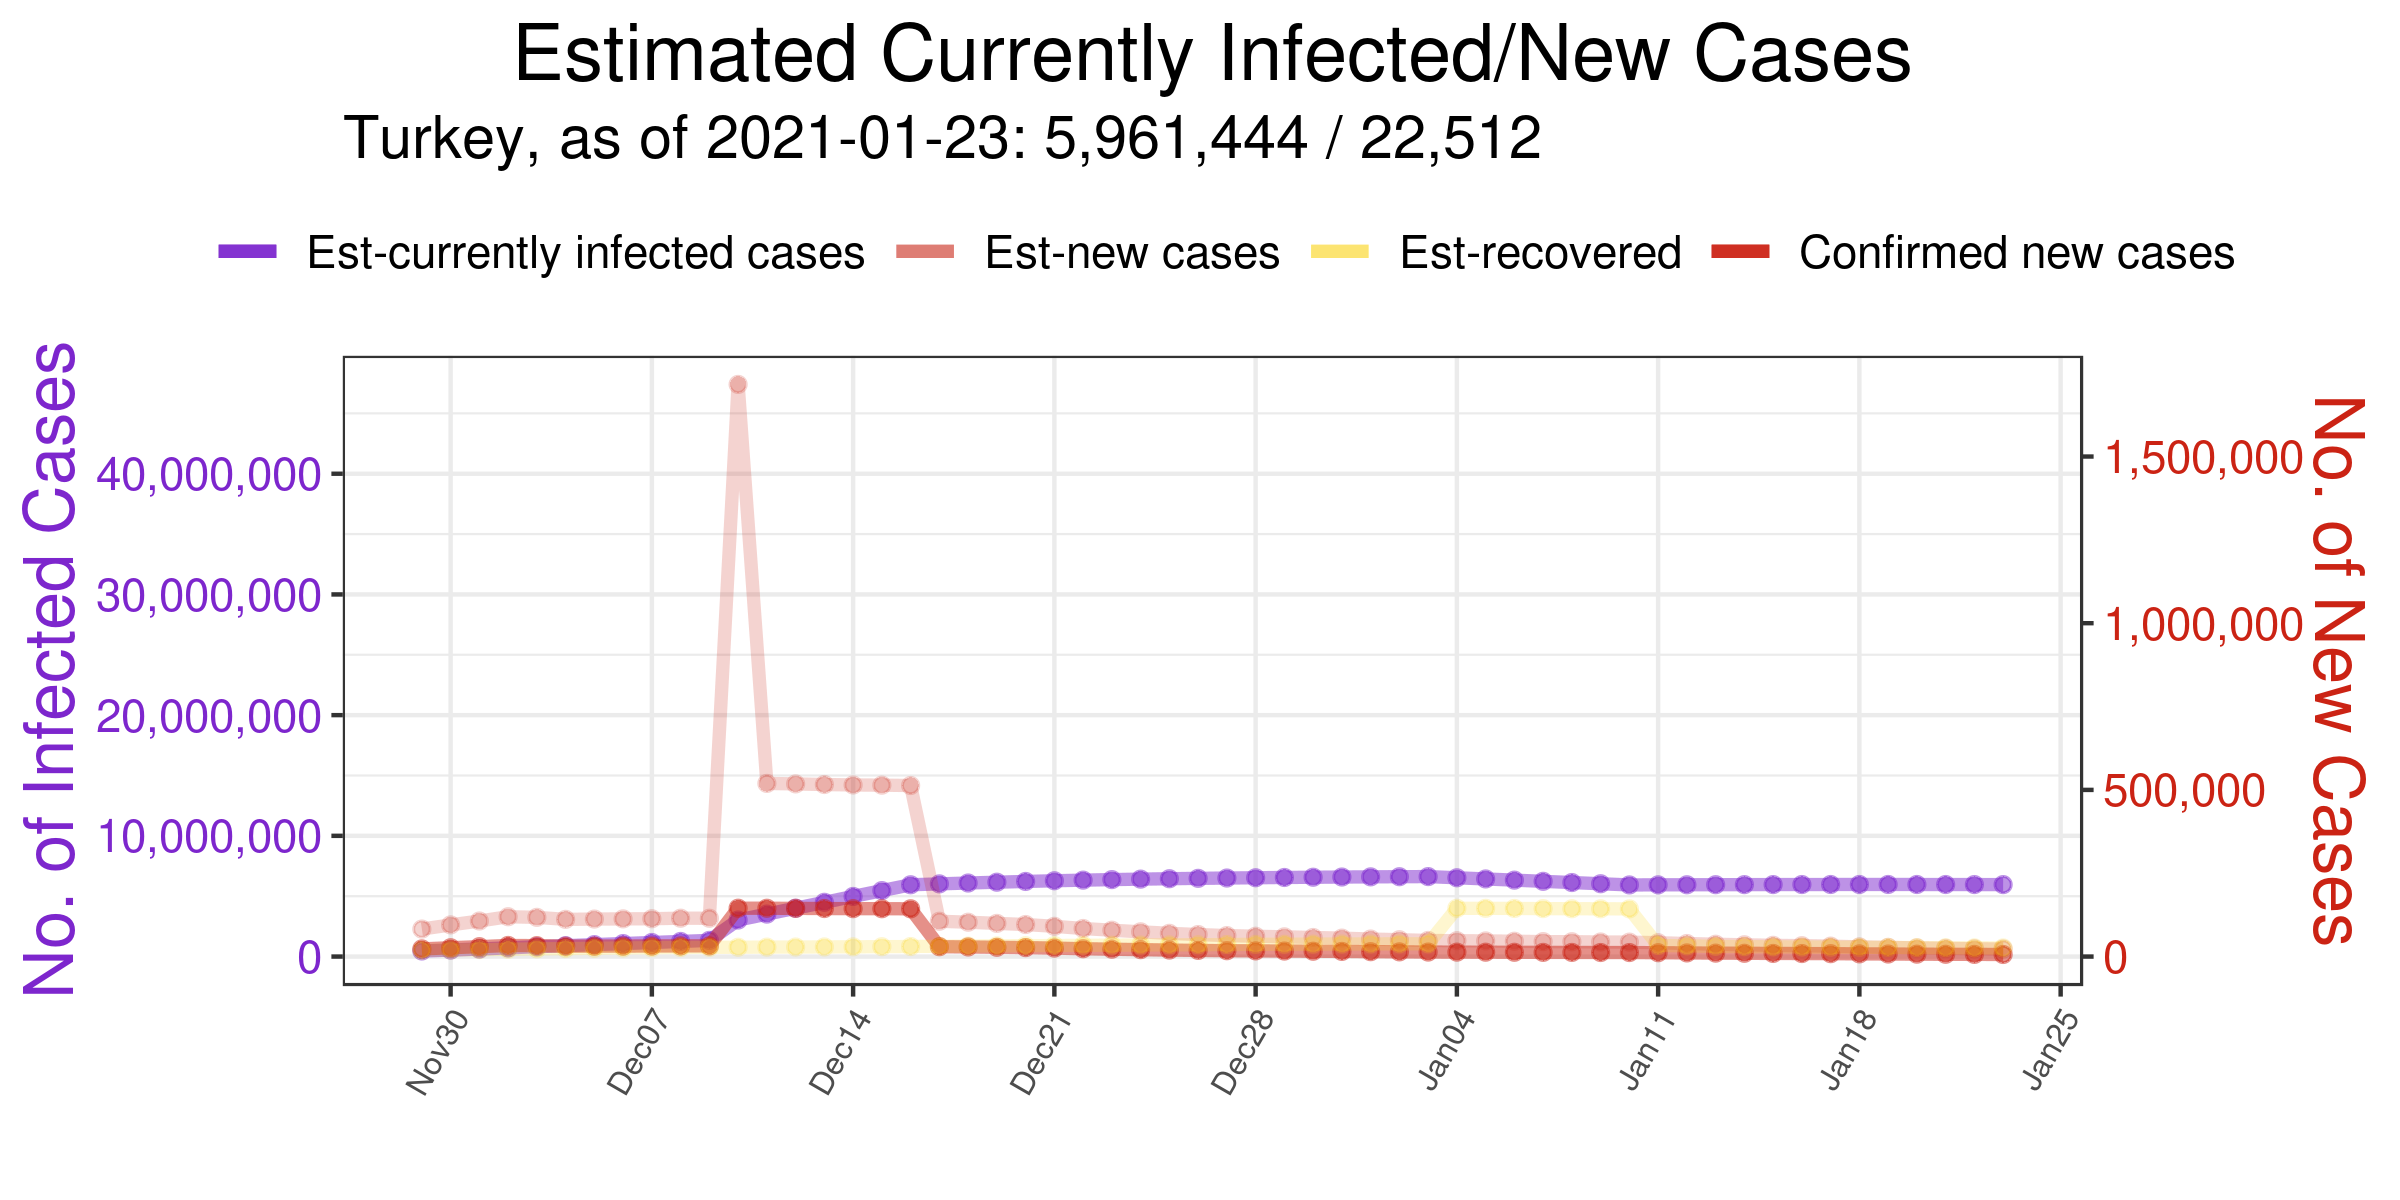 Estimated Currently Infected/New Cases
Turkey, as of 2021-01-23: 5,961,444 / 22,512
Est-currently infected cases Est-new cases Est-recovered Confirmed new cases
No. of Infected Cases
40,000,000
30,000,000
20,000,000
10,000,000
0
1,500,000
1,000,000
500,000
0
No. of New Cases
Nov30 Dec07 Dec14 Dec21 Dec28 Jan04 Jan11 Jan18 Jan25